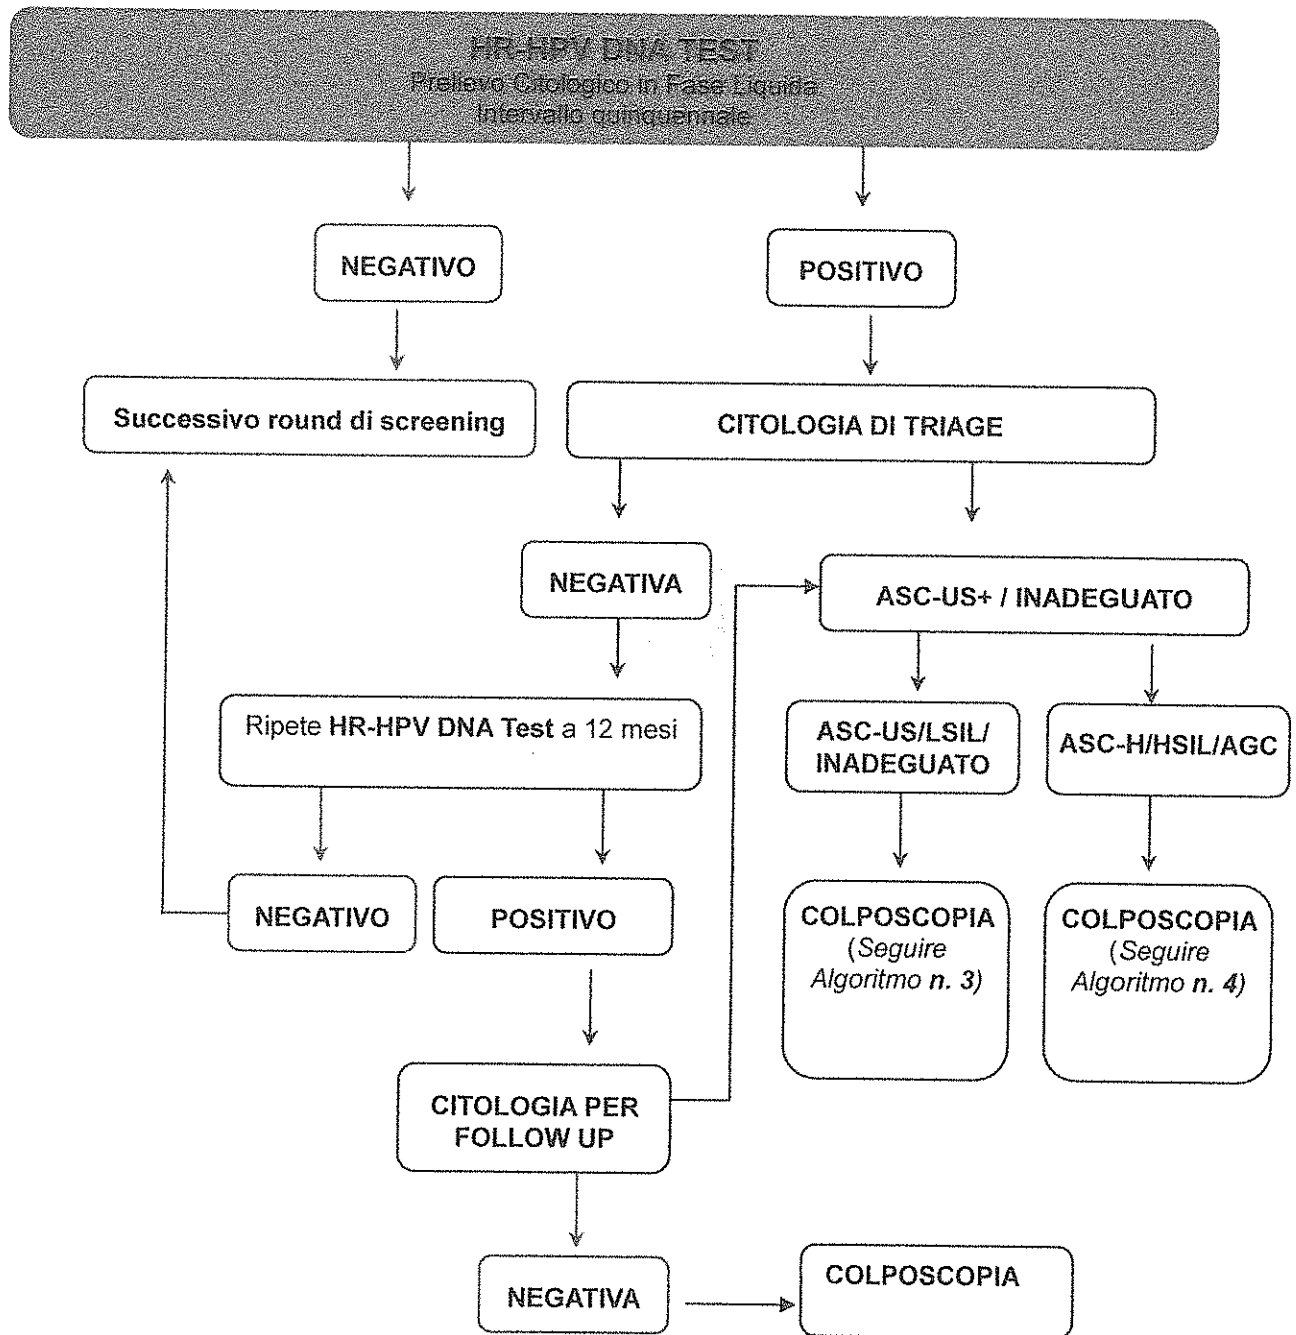 HR-HPV DNA TEST
Prelievo Citologico in Fase Liquida
Intervallo quinquennale
NEGATIVO
POSITIVO
Successivo round di screening
CITOLOGIA DI TRIAGE
NEGATIVA
ASC-US+ / INADEGUATO
Ripete HR-HPV DNA Test a 12 mesi
ASC-US/LSIL/
INADEGUATO
ASC-H/HSIL/AGC
NEGATIVO
POSITIVO
COLPOSCOPIA
(Seguire
Algoritmo n. 3)
COLPOSCOPIA
(Seguire
Algoritmo n. 4)
CITOLOGIA PER
FOLLOW UP
NEGATIVA
COLPOSCOPIA